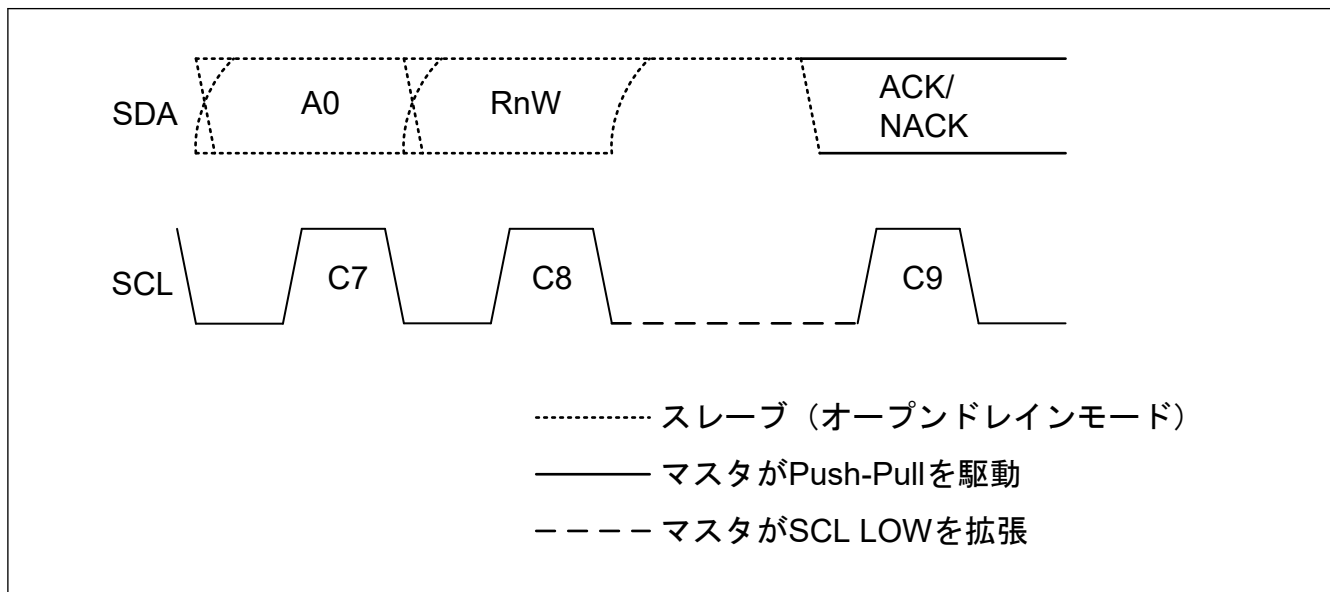 SDA
A0
RnW
ACK/
NACK
SCL
C7
C8
C9
スレーブ（オープンドレインモード）
マスタがPush-Pullを駆動
マスタがSCL LOWを拡張